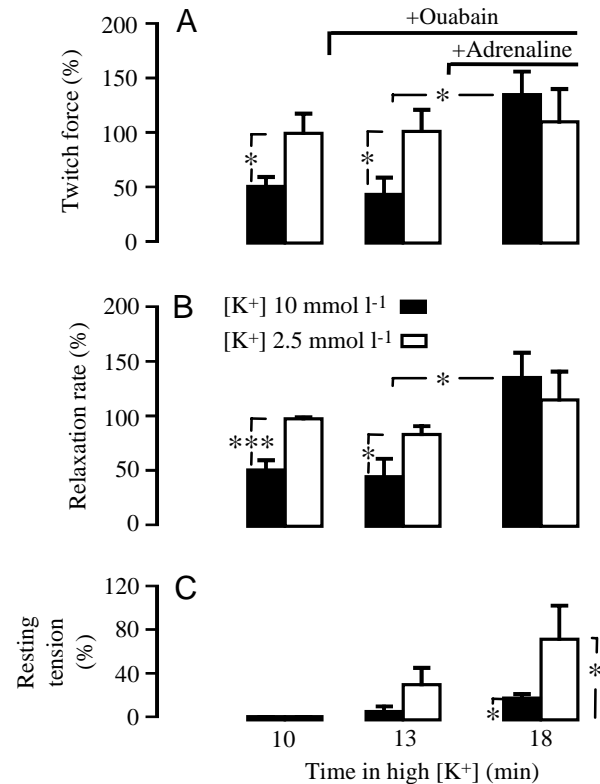 A
+Ouabain
+Adrenaline
Twitch force (%)
200
150
100
50
0
*
*
*
B
[K⁺] 10 mmol l⁻¹
[K⁺] 2.5 mmol l⁻¹
Relaxation rate (%)
200
150
100
50
0
***
*
*
C
Resting
tension
(%)
120
80
40
0
*
*
10 13 18
Time in high [K⁺] (min)